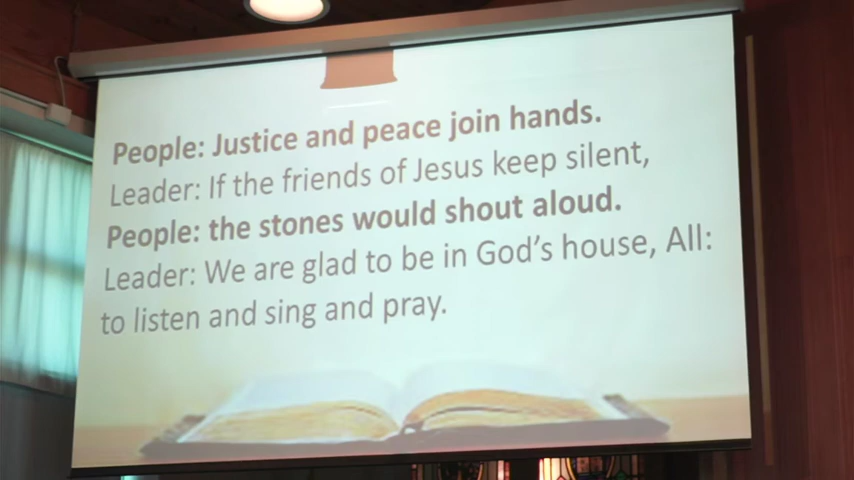 People: Justice and peace join hands.
Leader: If the friends of Jesus keep silent,
People: the stones would shout aloud.
Leader: We are glad to be in God's house, All:
to listen and sing and pray.